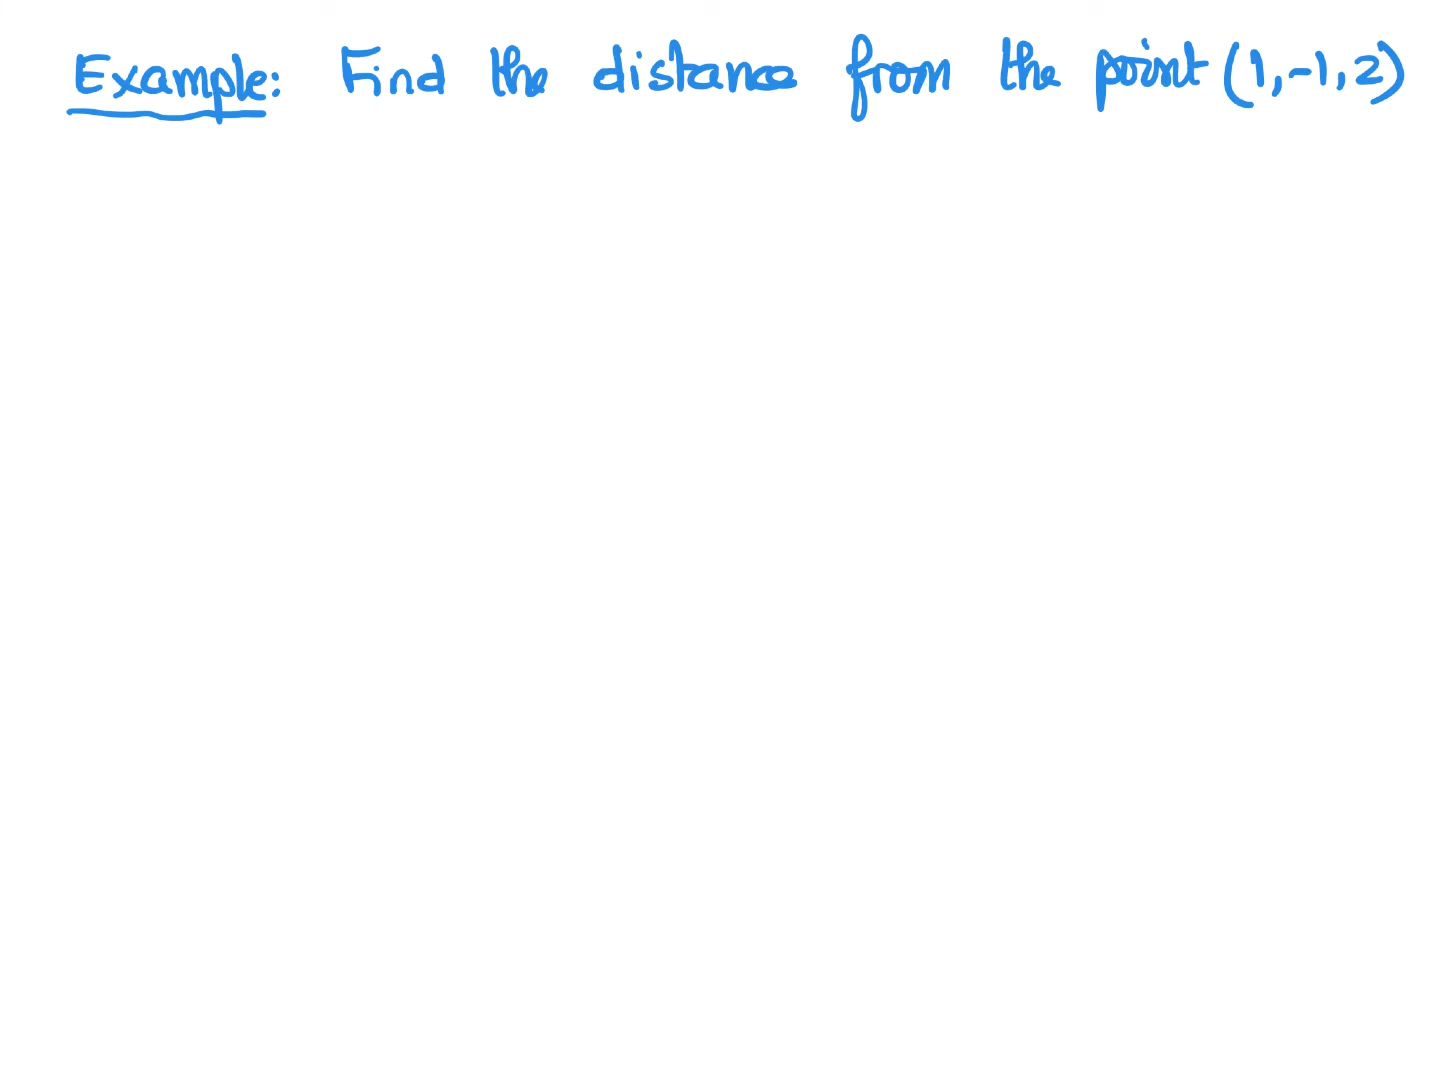 Example: Find the distance from the point (1,-1,2)